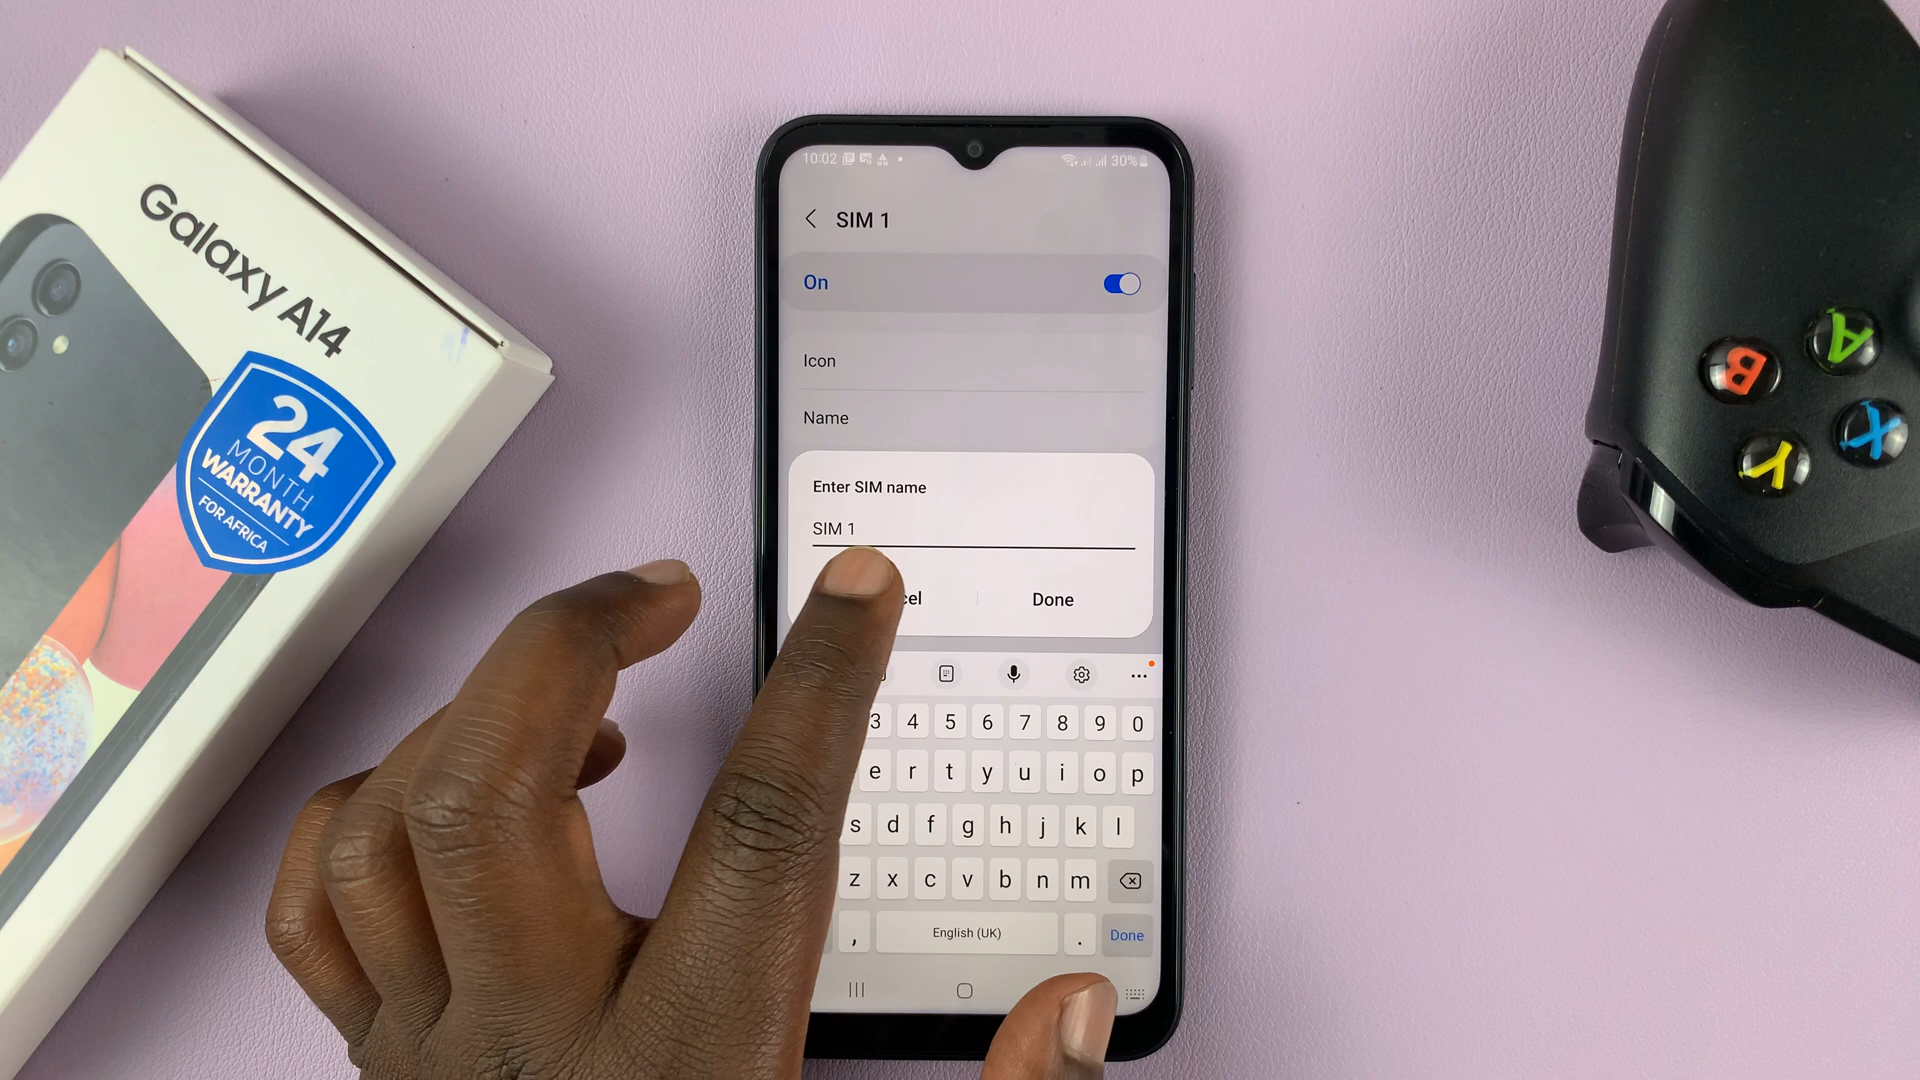 Galaxy A14
24
MONTH
WARRANTY
FOR AFRICA
10:02
30%
SIM 1
On
Icon
Name
Enter SIM name
SIM 1
Done
3 4 5 6 7 8 9 0
e r t y u i o p
s d f g h j k l
z x c v b n m
, English (UK) . Done
B A Y X